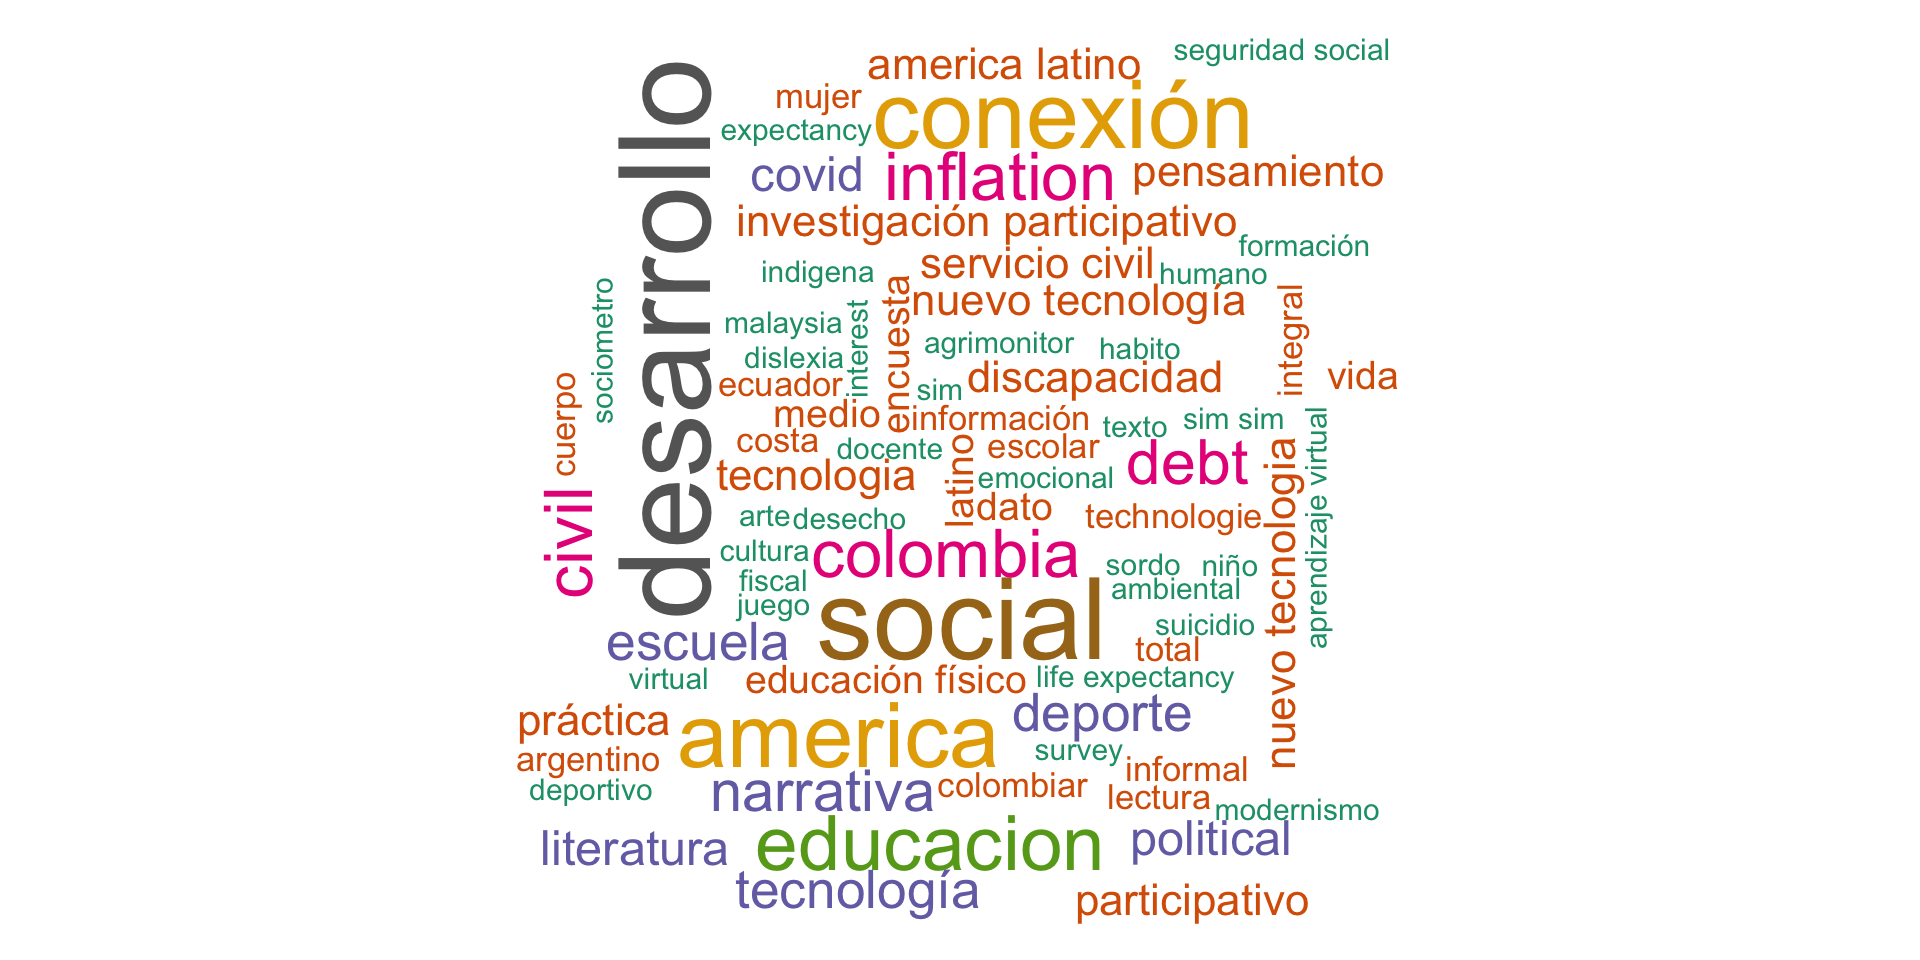 seguridad social
america latino
mujer
conexión
expectancy
desarrollo
covid
inflation
pensamiento
investigación participativo
formación
servicio civil
indigena
humano
nuevo tecnología
encuesta
integral
sociometro
interest
malaysia
agrimonitor
habito
dislexia
ecuador
sim
discapacidad
vida
cuerpo
medio
información
texto
sim sim
costa
docente
escolar
debt
aprendizaje virtual
nuevo tecnologia
tecnologia
latino
emocional
civil
dato
arte
desecho
technologie
cultura
colombia
sordo
niño
fiscal
ambiental
juego
social
suicidio
escuela
total
virtual
educación físico
life expectancy
práctica
america
deporte
argentino
survey
informal
deportivo
narrativa
colombiar
lectura
modernismo
literatura
educacion
political
tecnología
participativo